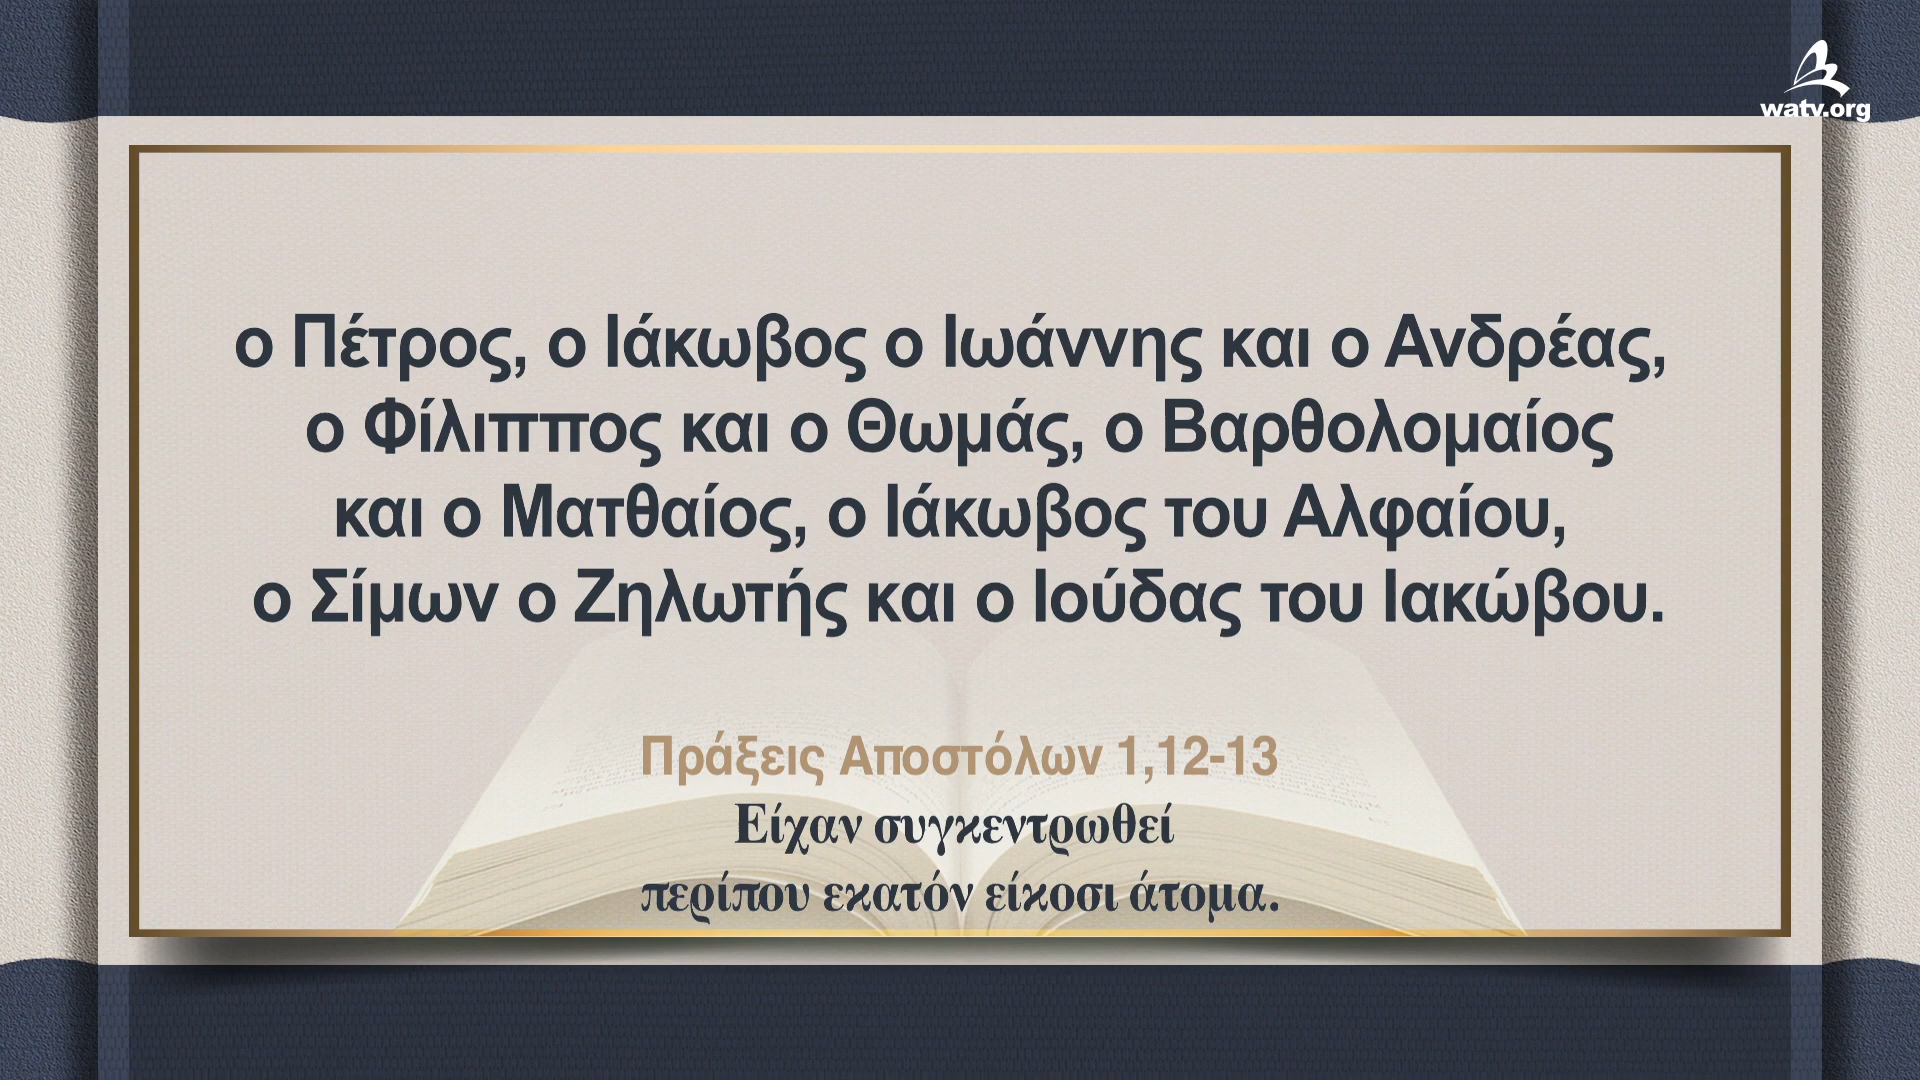 watv.org
ο Πέτρος, ο Ιάκωβος ο Ιωάννης και ο Ανδρέας,
ο Φίλιππος και ο Θωμάς, ο Βαρθολομαίος
και ο Ματθαίος, ο Ιάκωβος του Αλφαίου,
ο Σίμων ο Ζηλωτής και ο Ιούδας του Ιακώβου.
Πράξεις Αποστόλων 1,12-13
Είχαν συγκεντρωθεί
περίπου εκατόν είκοσι άτομα.